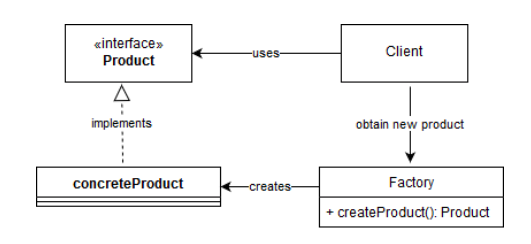 «interface»
Product
uses
Client
implements
obtain new product
concreteProduct
creates
Factory
+ createProduct(): Product